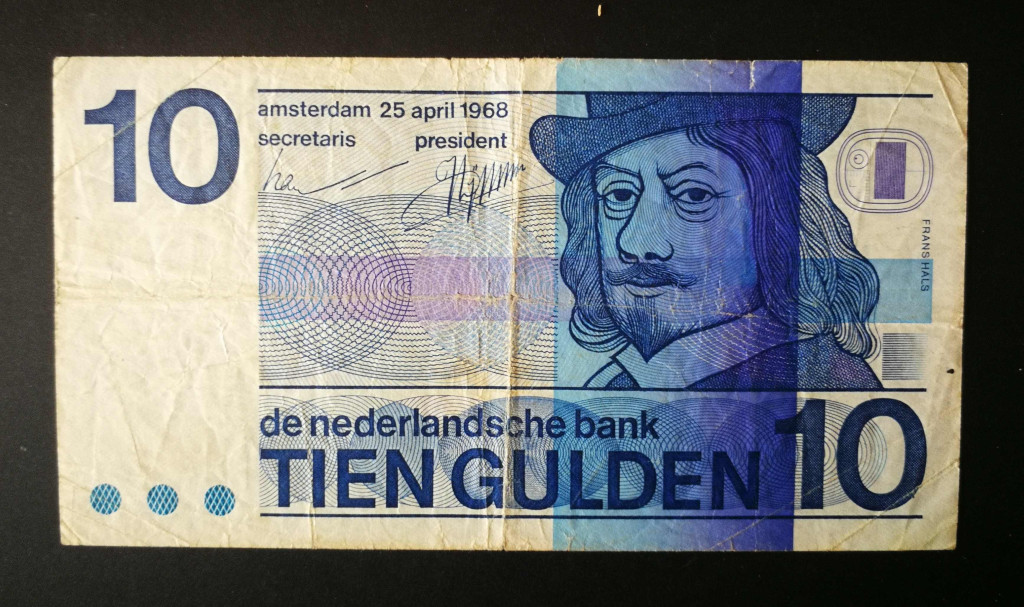 10
amsterdam 25 april 1968
secretaris president
FRANS HALS
de nederlandsche bank
TIEN GULDEN 10